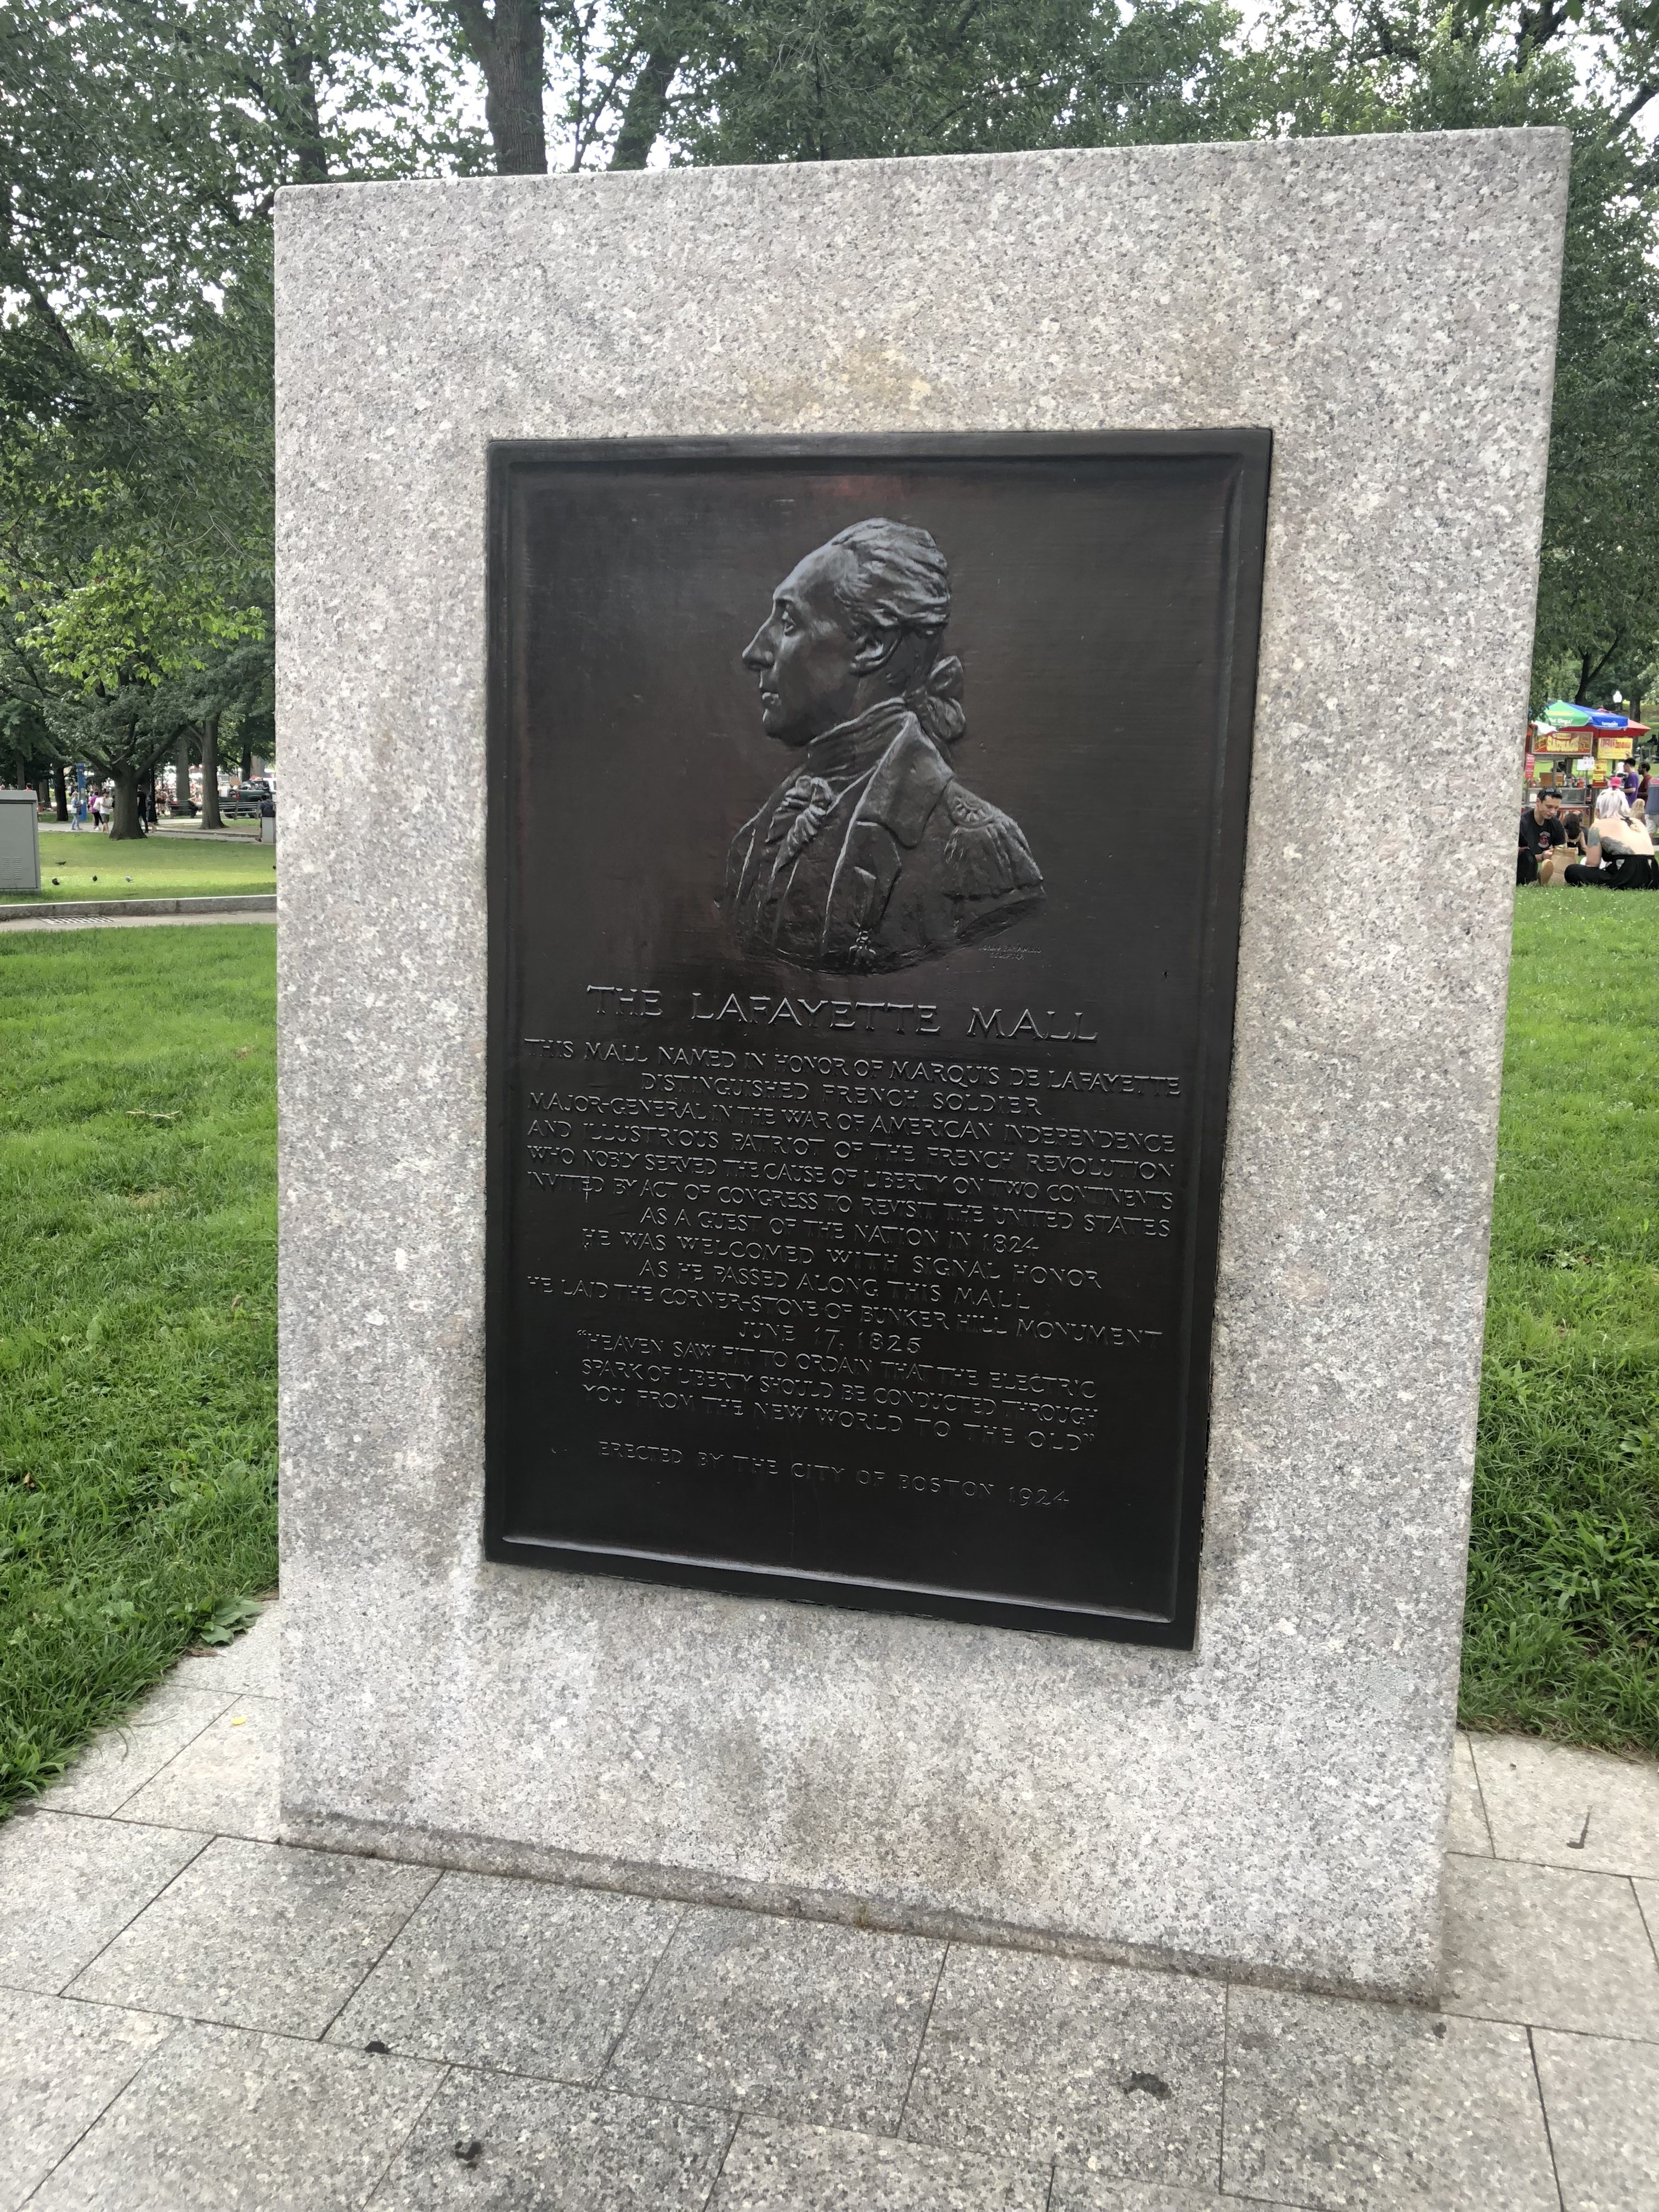 THE LAFAYETTE MALL
THIS MALL NAMED IN HONOR OF MARQUIS DE LAFAYETTE
DISTINGUISHED FRENCH SOLDIER
MAJOR-GENERAL IN THE WAR OF AMERICAN INDEPENDENCE
AND ILLUSTRIOUS PATRIOT OF THE FRENCH REVOLUTION
WHO NOBLY SERVED THE CAUSE OF LIBERTY ON TWO CONTINENTS
INVITED BY ACT OF CONGRESS TO REVISIT THE UNITED STATES
AS A GUEST OF THE NATION IN 1824
HE WAS WELCOMED WITH SIGNAL HONOR
AS HE PASSED ALONG THIS MALL
HE LAID THE CORNER-STONE OF BUNKER HILL MONUMENT
JUNE 17, 1825
"HEAVEN SAW FIT TO ORDAIN THAT THE ELECTRIC
SPARK OF LIBERTY SHOULD BE CONDUCTED THROUGH
YOU FROM THE NEW WORLD TO THE OLD"
ERECTED BY THE CITY OF BOSTON 1924